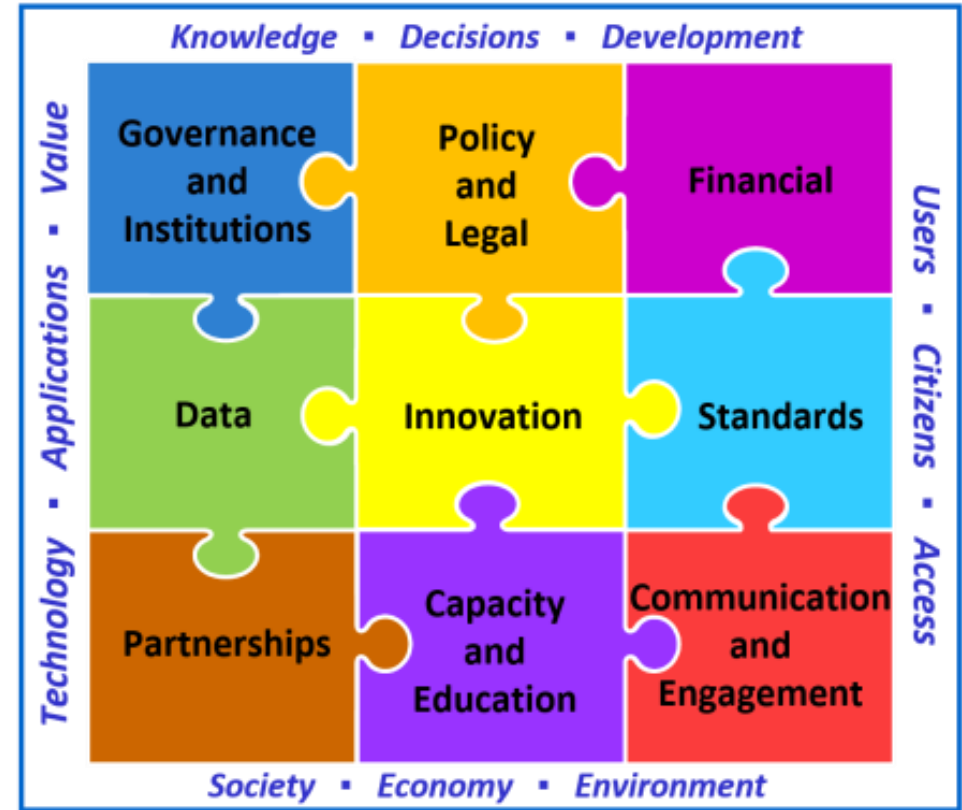 Knowledge ▪ Decisions ▪ Development
Technology ▪ Applications ▪ Value
Governance
and
Institutions
Policy
and
Legal
Financial
Data
Innovation
Standards
Partnerships
Capacity
and
Education
Communication
and
Engagement
Users ▪ Citizens ▪ Access
Society ▪ Economy ▪ Environment